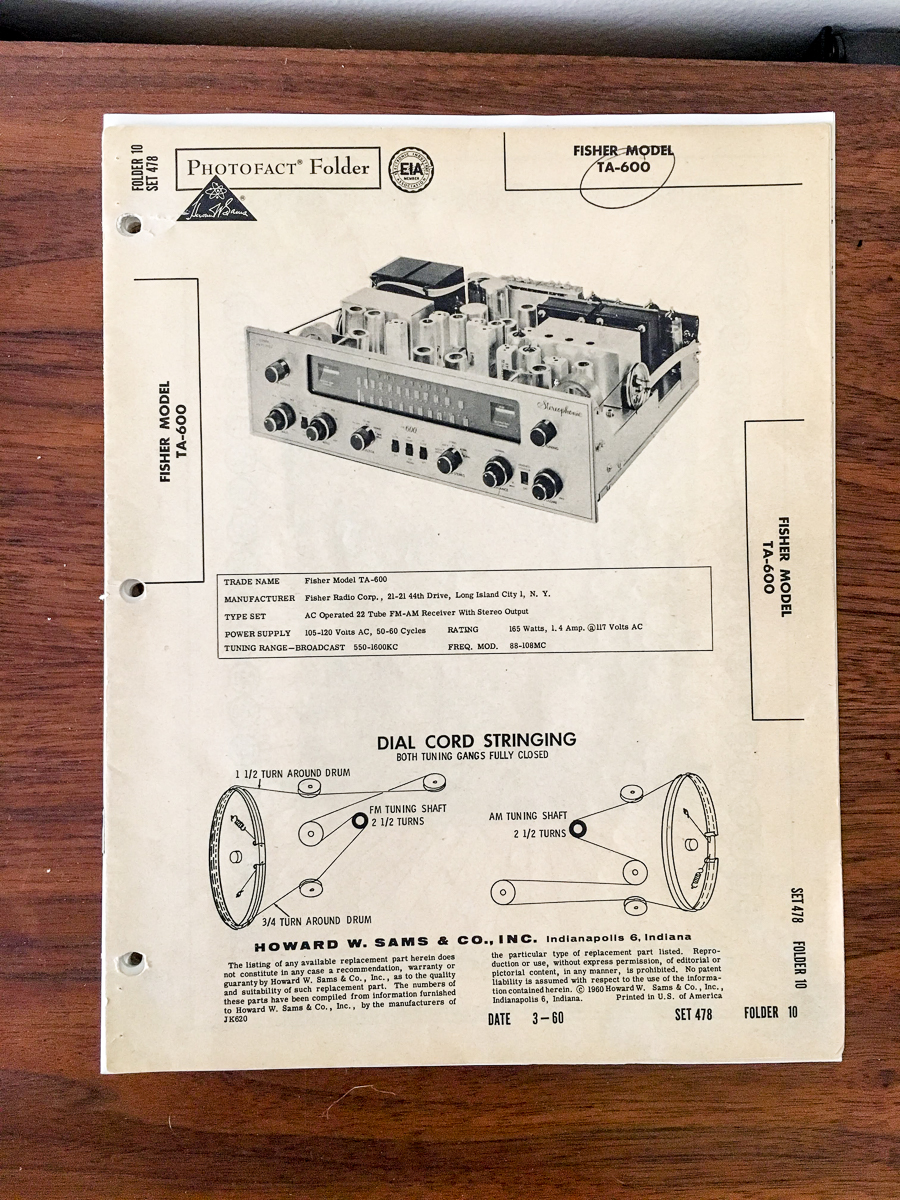 FOLDER 10
SET 478
PHOTOFACT® Folder
EIA
MEMBER
Howard W Sams
®
FISHER MODEL
TA-600
FISHER MODEL
TA-600
Stereophonic
600
FISHER MODEL
TA-600
TRADE NAME Fisher Model TA-600
MANUFACTURER Fisher Radio Corp., 21-21 44th Drive, Long Island City 1, N. Y.
TYPE SET AC Operated 22 Tube FM-AM Receiver With Stereo Output
POWER SUPPLY 105-120 Volts AC, 50-60 Cycles RATING 165 Watts, 1.4 Amp. @117 Volts AC
TUNING RANGE—BROADCAST 550-1600KC FREQ. MOD. 88-108MC
DIAL CORD STRINGING
BOTH TUNING GANGS FULLY CLOSED
1 1/2 TURN AROUND DRUM
FM TUNING SHAFT
2 1/2 TURNS
3/4 TURN AROUND DRUM
AM TUNING SHAFT
2 1/2 TURNS
HOWARD W. SAMS & CO., INC. Indianapolis 6, Indiana
The listing of any available replacement part herein does
not constitute in any case a recommendation, warranty or
guaranty by Howard W. Sams & Co., Inc., as to the quality
and suitability of such replacement part. The numbers of
these parts have been compiled from information furnished
to Howard W. Sams & Co., Inc., by the manufacturers of
JK620
the particular type of replacement part listed. Repro-
duction or use, without express permission, of editorial or
pictorial content, in any manner, is prohibited. No patent
liability is assumed with respect to the use of the informa-
tion contained herein. © 1960 Howard W. Sams & Co., Inc.,
Indianapolis 6, Indiana. Printed in U.S. of America
DATE 3-60 SET 478 FOLDER 10
SET 478 FOLDER 10